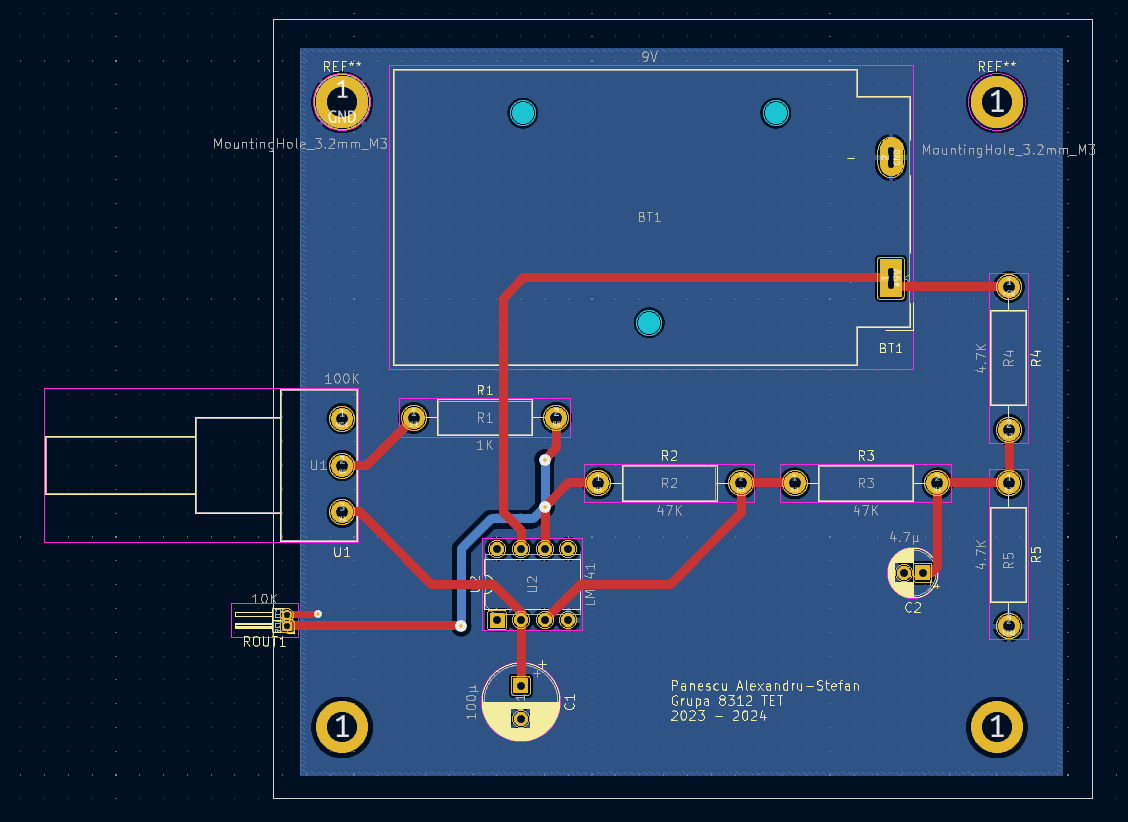 9V
REF**
REF**
1
GND
1
MountingHole_3.2mm_M3
MountingHole_3.2mm_M3
BT1
BT1
100K
R1
R1
1K
4.7K
R4
R4
U1
R2
R2
47K
R3
R3
47K
U1
4.7µ
4.7K
R5
R5
U2
C2
10K
ROUT1
100µ
C1
Panescu Alexandru-Stefan
Grupa 8312 TET
2023 - 2024
1
1